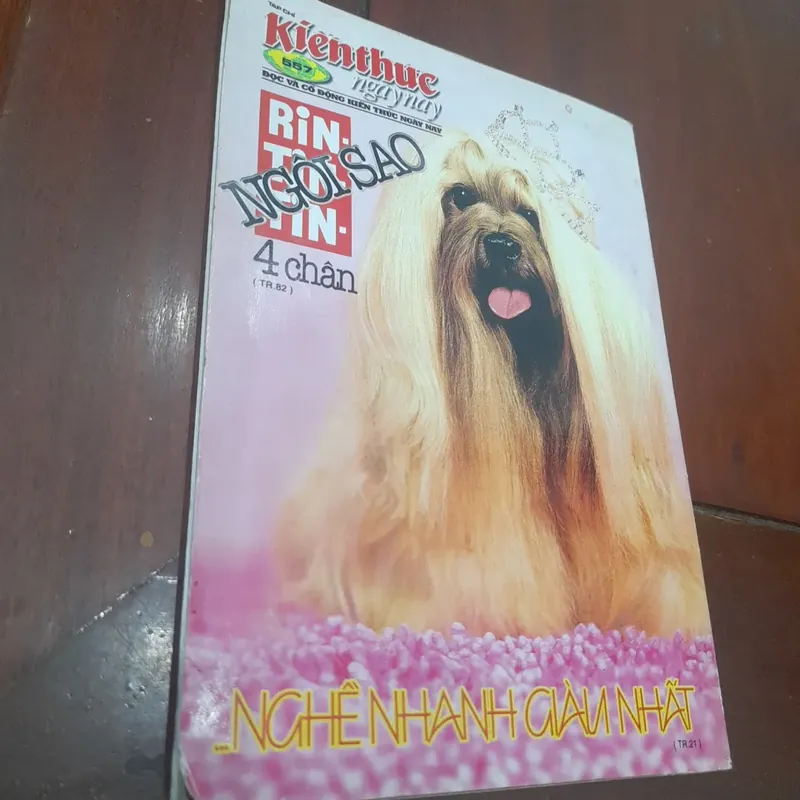 TẠP CHÍ
Kiến thức
ngày nay
557
ĐỌC VÀ CỔ ĐỘNG KIẾN THỨC NGÀY NAY
RiN-
TiN
TiN-
NGÔI SAO
4 chân
( TR.82 )
...NGHỀ NHANH GIÀU NHẤT
( TR.21 )